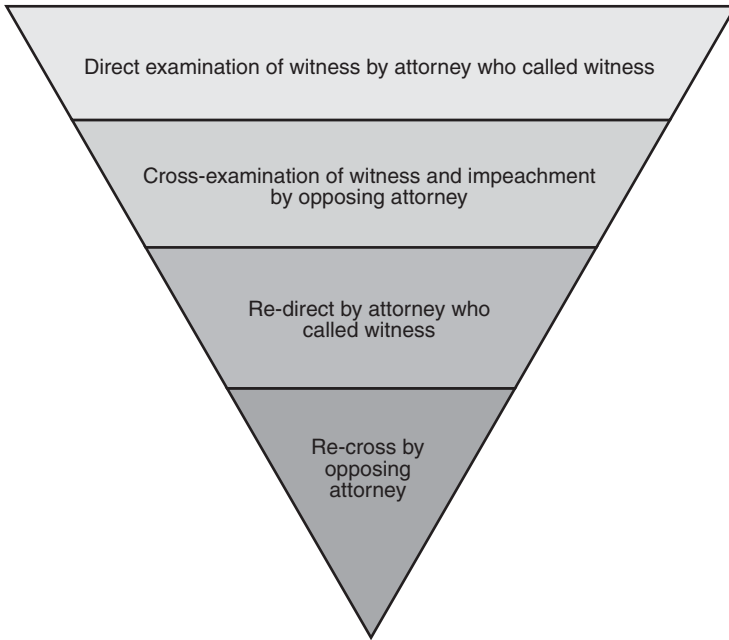 Direct examination of witness by attorney who called witness
Cross-examination of witness and impeachment
by opposing attorney
Re-direct by attorney who
called witness
Re-cross by
opposing
attorney